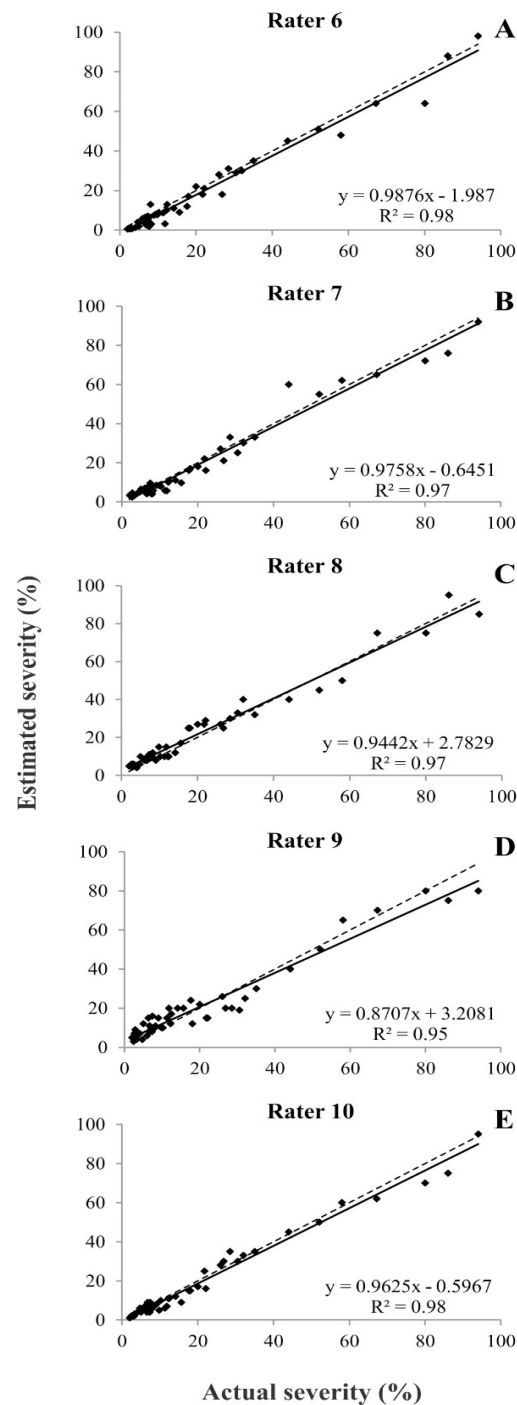 Rater 6
A
100
80
60
40
20
0
y = 0.9876x - 1.987
R² = 0.98
0 20 40 60 80 100
Rater 7
B
100
80
60
40
20
0
y = 0.9758x - 0.6451
R² = 0.97
0 20 40 60 80 100
Rater 8
C
100
80
60
40
20
0
y = 0.9442x + 2.7829
R² = 0.97
0 20 40 60 80 100
Estimated severity (%)
Rater 9
D
100
80
60
40
20
0
y = 0.8707x + 3.2081
R² = 0.95
0 20 40 60 80 100
Rater 10
E
100
80
60
40
20
0
y = 0.9625x - 0.5967
R² = 0.98
0 20 40 60 80 100
Actual severity (%)